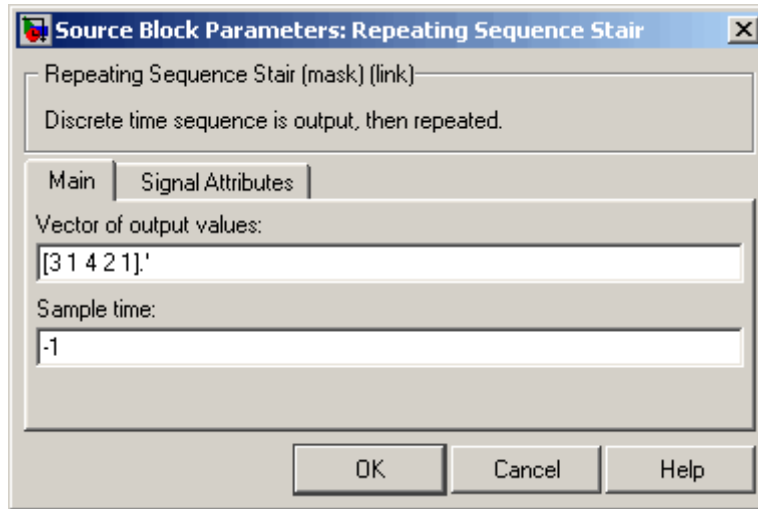 Source Block Parameters: Repeating Sequence Stair
Repeating Sequence Stair (mask) (link)
Discrete time sequence is output, then repeated.
Main Signal Attributes
Vector of output values:
[3 1 4 2 1].'
Sample time:
-1
OK Cancel Help